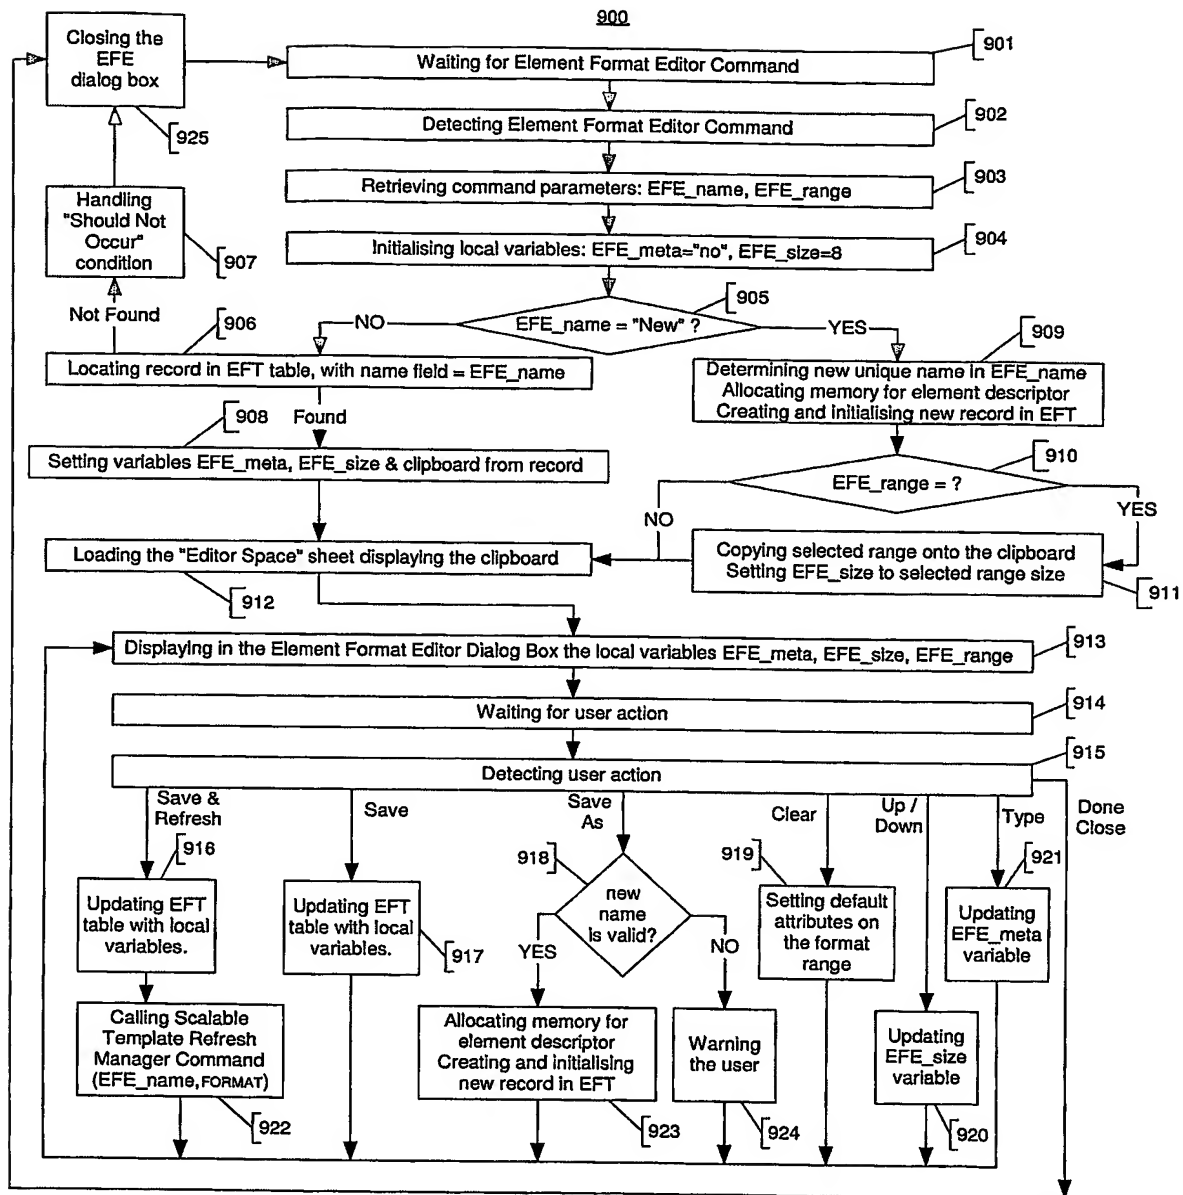 900
Closing the
EFE
dialog box
925
Waiting for Element Format Editor Command
901
Detecting Element Format Editor Command
902
Retrieving command parameters: EFE_name, EFE_range
903
Handling
"Should Not
Occur"
condition
907
Initialising local variables: EFE_meta="no", EFE_size=8
904
Not Found
906
NO
EFE_name = "New" ?
905
YES
909
Locating record in EFT table, with name field = EFE_name
Determining new unique name in EFE_name
Allocating memory for element descriptor
Creating and initialising new record in EFT
908
Found
Setting variables EFE_meta, EFE_size & clipboard from record
EFE_range = ?
910
NO
YES
Loading the "Editor Space" sheet displaying the clipboard
912
Copying selected range onto the clipboard
Setting EFE_size to selected range size
911
Displaying in the Element Format Editor Dialog Box the local variables EFE_meta, EFE_size, EFE_range
913
Waiting for user action
914
Detecting user action
915
Save &
Refresh
Save
Save
As
Clear
Up /
Down
Type
Done
Close
916
Updating EFT
table with local
variables.
Updating EFT
table with local
variables.
917
918
new
name
is valid?
YES
NO
919
Setting default
attributes on
the format
range
921
Updating
EFE_meta
variable
Calling Scalable
Template Refresh
Manager Command
(EFE_name,FORMAT)
922
Allocating memory for
element descriptor
Creating and initialising
new record in EFT
923
Warning
the user
924
Updating
EFE_size
variable
920